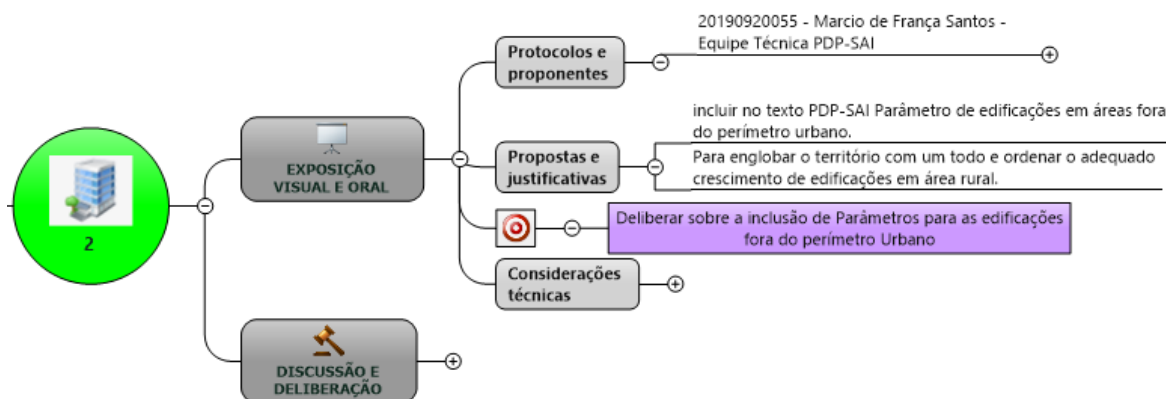 2
EXPOSIÇÃO
VISUAL E ORAL
Protocolos e
proponentes
20190920055 - Marcio de França Santos -
Equipe Técnica PDP-SAI
Propostas e
justificativas
incluir no texto PDP-SAI Parâmetro de edificações em áreas fora
do perímetro urbano.
Para englobar o território com um todo e ordenar o adequado
crescimento de edificações em área rural.
Deliberar sobre a inclusão de Parâmetros para as edificações
fora do perímetro Urbano
Considerações
técnicas
DISCUSSÃO E
DELIBERAÇÃO